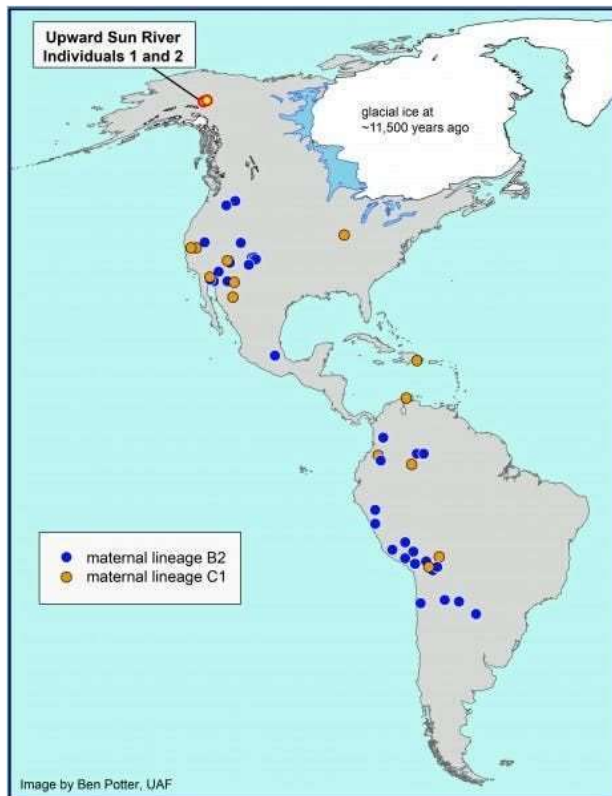 Upward Sun River
Individuals 1 and 2
glacial ice at
~11,500 years ago
maternal lineage B2
maternal lineage C1
Image by Ben Potter, UAF